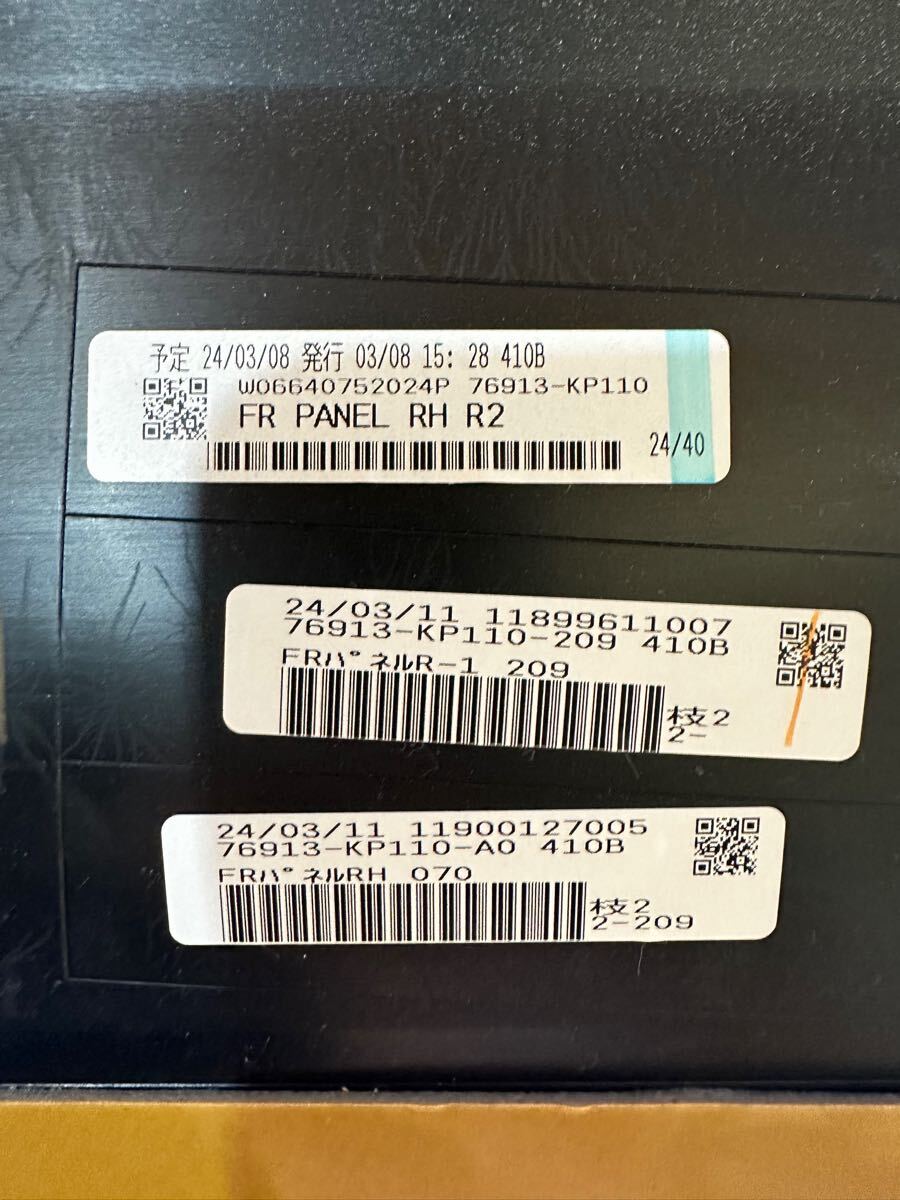 予定 24/03/08 発行 03/08 15: 28 410B
W06640752024P 76913-KP110
FR PANEL RH R2
24/40
24/03/11 11899611007
76913-KP110-209 410B
FRﾊﾟﾈﾙR-1 209
枝2
2-
24/03/11 11900127005
76913-KP110-A0 410B
FRﾊﾟﾈﾙRH 070
枝2
2-209